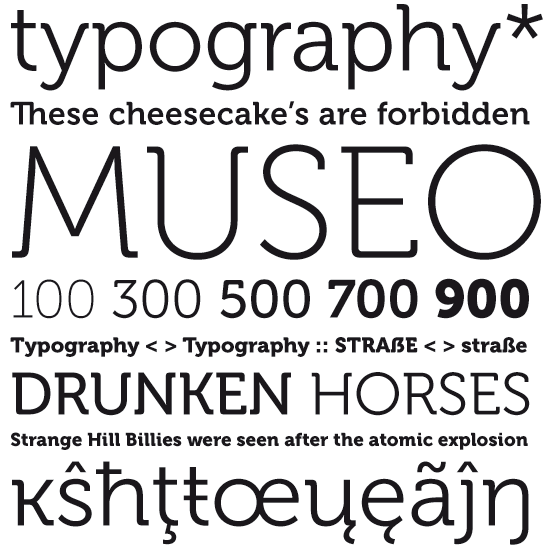 typography*
These cheesecake’s are forbidden
MUSEO
100 300 500 700 900
Typography < > Typography :: STRAẞE < > straße
DRUNKEN HORSES
Strange Hill Billies were seen after the atomic explosion
кŝħţŧœųęãĵŋ